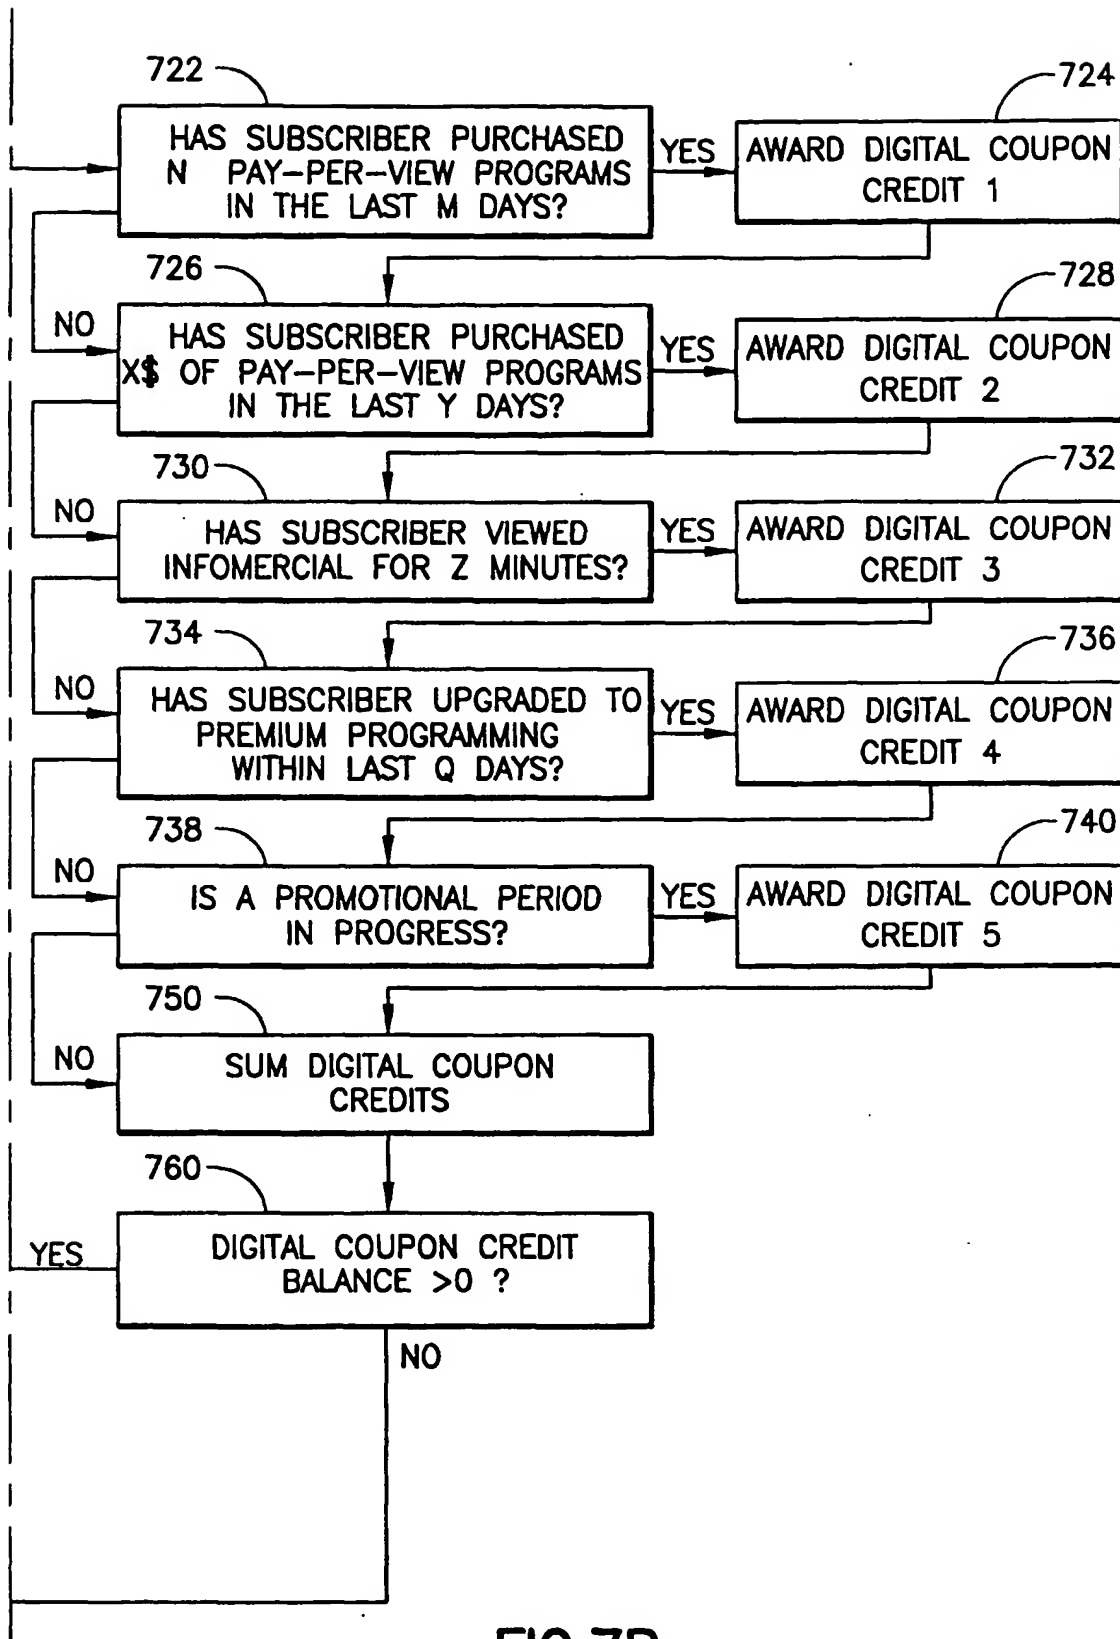 722
724
HAS SUBSCRIBER PURCHASED
N PAY-PER-VIEW PROGRAMS
IN THE LAST M DAYS?
YES
AWARD DIGITAL COUPON
CREDIT 1
726
728
NO
HAS SUBSCRIBER PURCHASED
X$ OF PAY-PER-VIEW PROGRAMS
IN THE LAST Y DAYS?
YES
AWARD DIGITAL COUPON
CREDIT 2
730
732
NO
HAS SUBSCRIBER VIEWED
INFOMERCIAL FOR Z MINUTES?
YES
AWARD DIGITAL COUPON
CREDIT 3
734
736
NO
HAS SUBSCRIBER UPGRADED TO
PREMIUM PROGRAMMING
WITHIN LAST Q DAYS?
YES
AWARD DIGITAL COUPON
CREDIT 4
738
740
NO
IS A PROMOTIONAL PERIOD
IN PROGRESS?
YES
AWARD DIGITAL COUPON
CREDIT 5
750
NO
SUM DIGITAL COUPON
CREDITS
760
YES
DIGITAL COUPON CREDIT
BALANCE >0 ?
NO